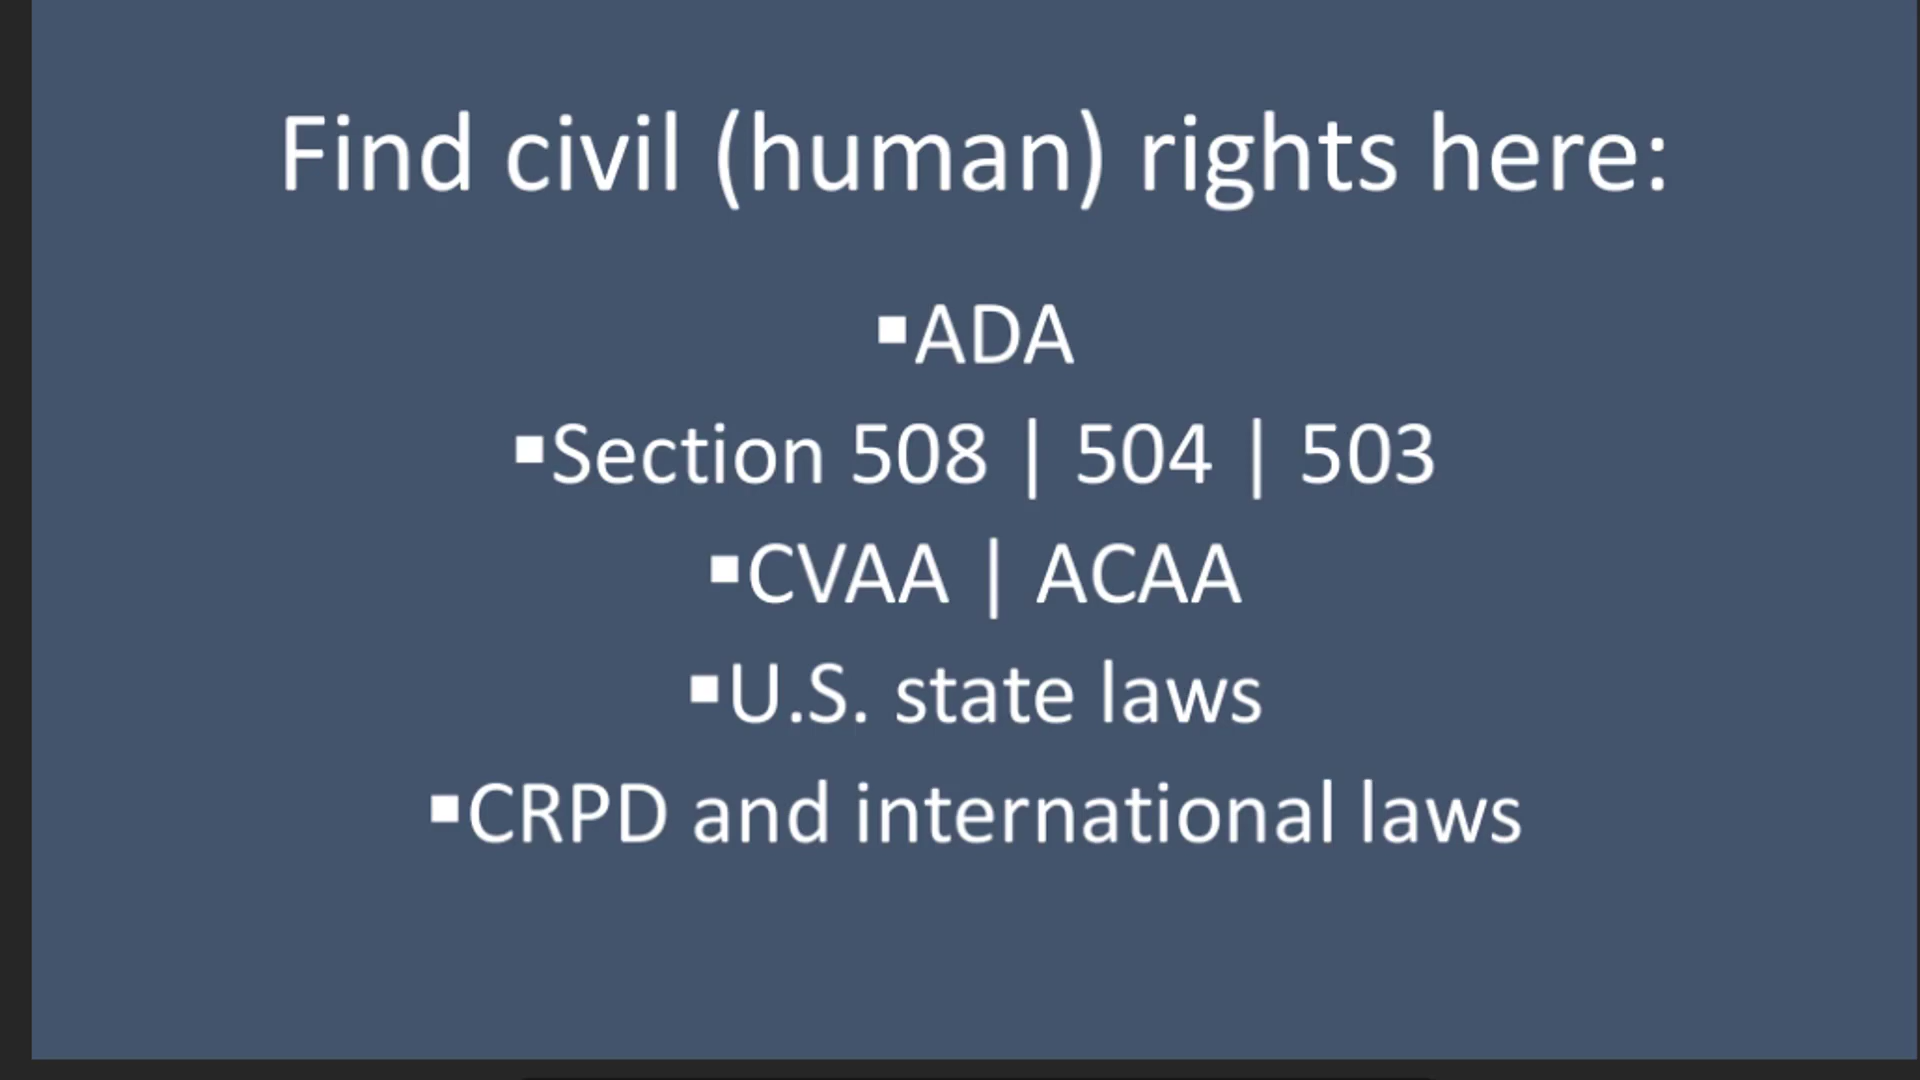 Find civil (human) rights here:
▪ADA
▪Section 508 | 504 | 503
▪CVAA | ACAA
▪U.S. state laws
▪CRPD and international laws